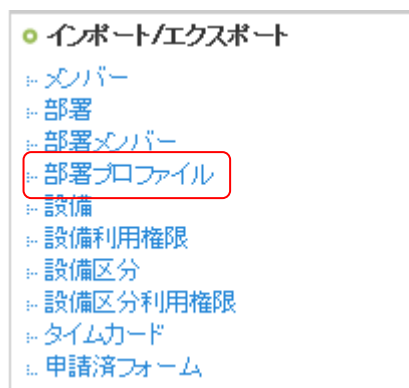 インポート/エクスポート
メンバー
部署
部署メンバー
部署プロファイル
設備
設備利用権限
設備区分
設備区分利用権限
タイムカード
申請済フォーム